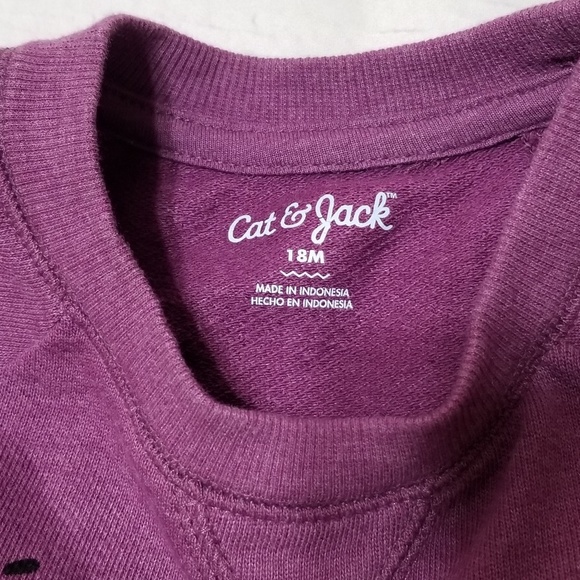 Cat & Jack™
18M
MADE IN INDONESIA
HECHO EN INDONESIA